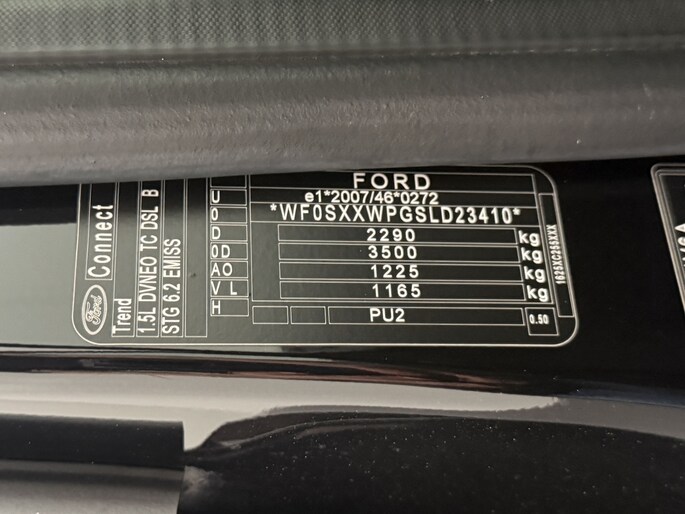 FORD
e1*2007/46*0272
*WF0SXXWPGSLD23410*
2290 kg
3500 kg
1225 kg
1165 kg
PU2
0.50
U
0
D
0D
AO
V L
H
Ford
Connect
Trend
1.5L DVNEO TC DSL B
STG 6.2 EMISS
1625XC255XXX